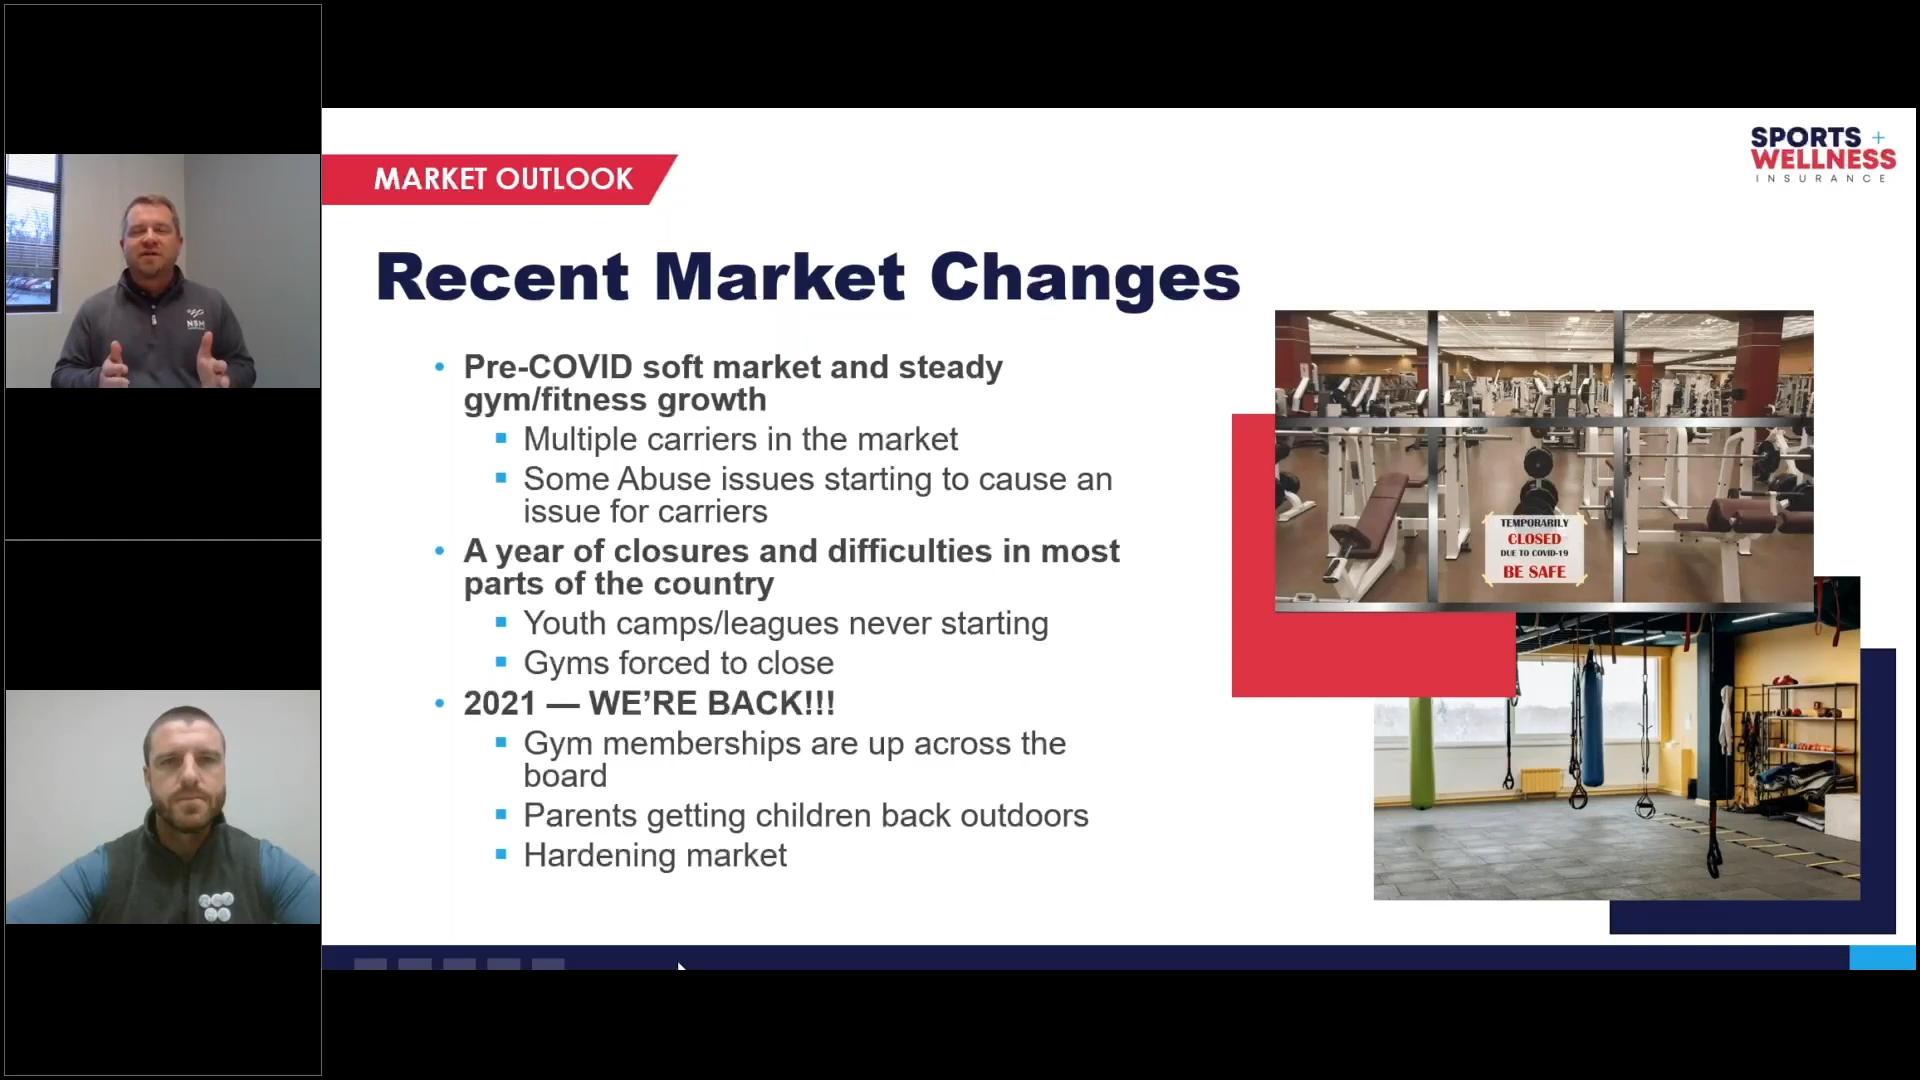 MARKET OUTLOOK
SPORTS +
WELLNESS
INSURANCE
Recent Market Changes
• Pre-COVID soft market and steady
gym/fitness growth
▪ Multiple carriers in the market
▪ Some Abuse issues starting to cause an
issue for carriers
• A year of closures and difficulties in most
parts of the country
▪ Youth camps/leagues never starting
▪ Gyms forced to close
• 2021 — WE’RE BACK!!!
▪ Gym memberships are up across the
board
▪ Parents getting children back outdoors
▪ Hardening market
TEMPORARILY
CLOSED
DUE TO COVID-19
BE SAFE
NSM